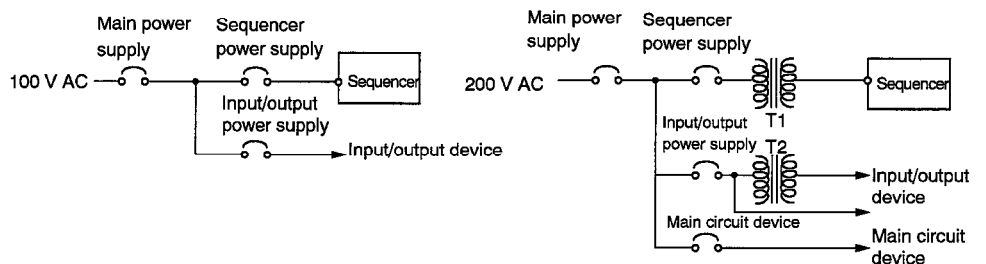 Main power
supply
Sequencer
power supply
100 V AC
Sequencer
Input/output
power supply
Input/output device
Main power
supply
Sequencer
power supply
200 V AC
Sequencer
T1
Input/output
power supply
T2
Input/output
device
Main circuit device
Main circuit
device